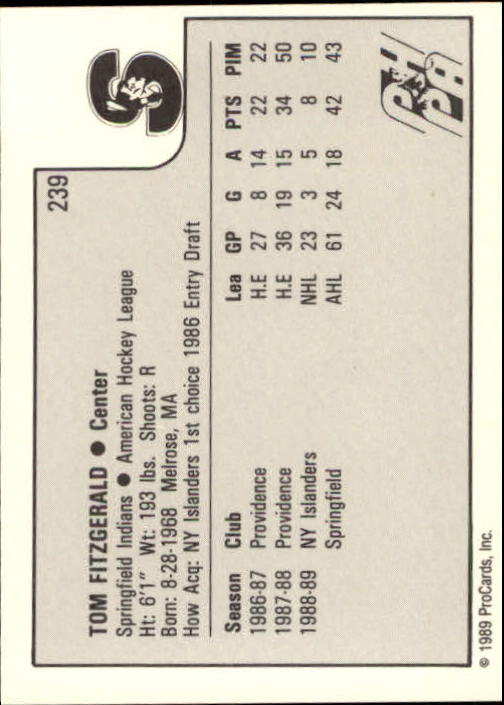 239
TOM FITZGERALD ● Center
Springfield Indians ● American Hockey League
Ht: 6'1" Wt: 193 lbs. Shoots: R
Born: 8-28-1968 Melrose, MA
How Acq: NY Islanders 1st choice 1986 Entry Draft
Season Club Lea GP G A PTS PIM
1986-87 Providence H.E 27 8 14 22 22
1987-88 Providence H.E 36 19 15 34 50
1988-89 NY Islanders NHL 23 3 5 8 10
Springfield AHL 61 24 18 42 43
© 1989 ProCards, Inc.